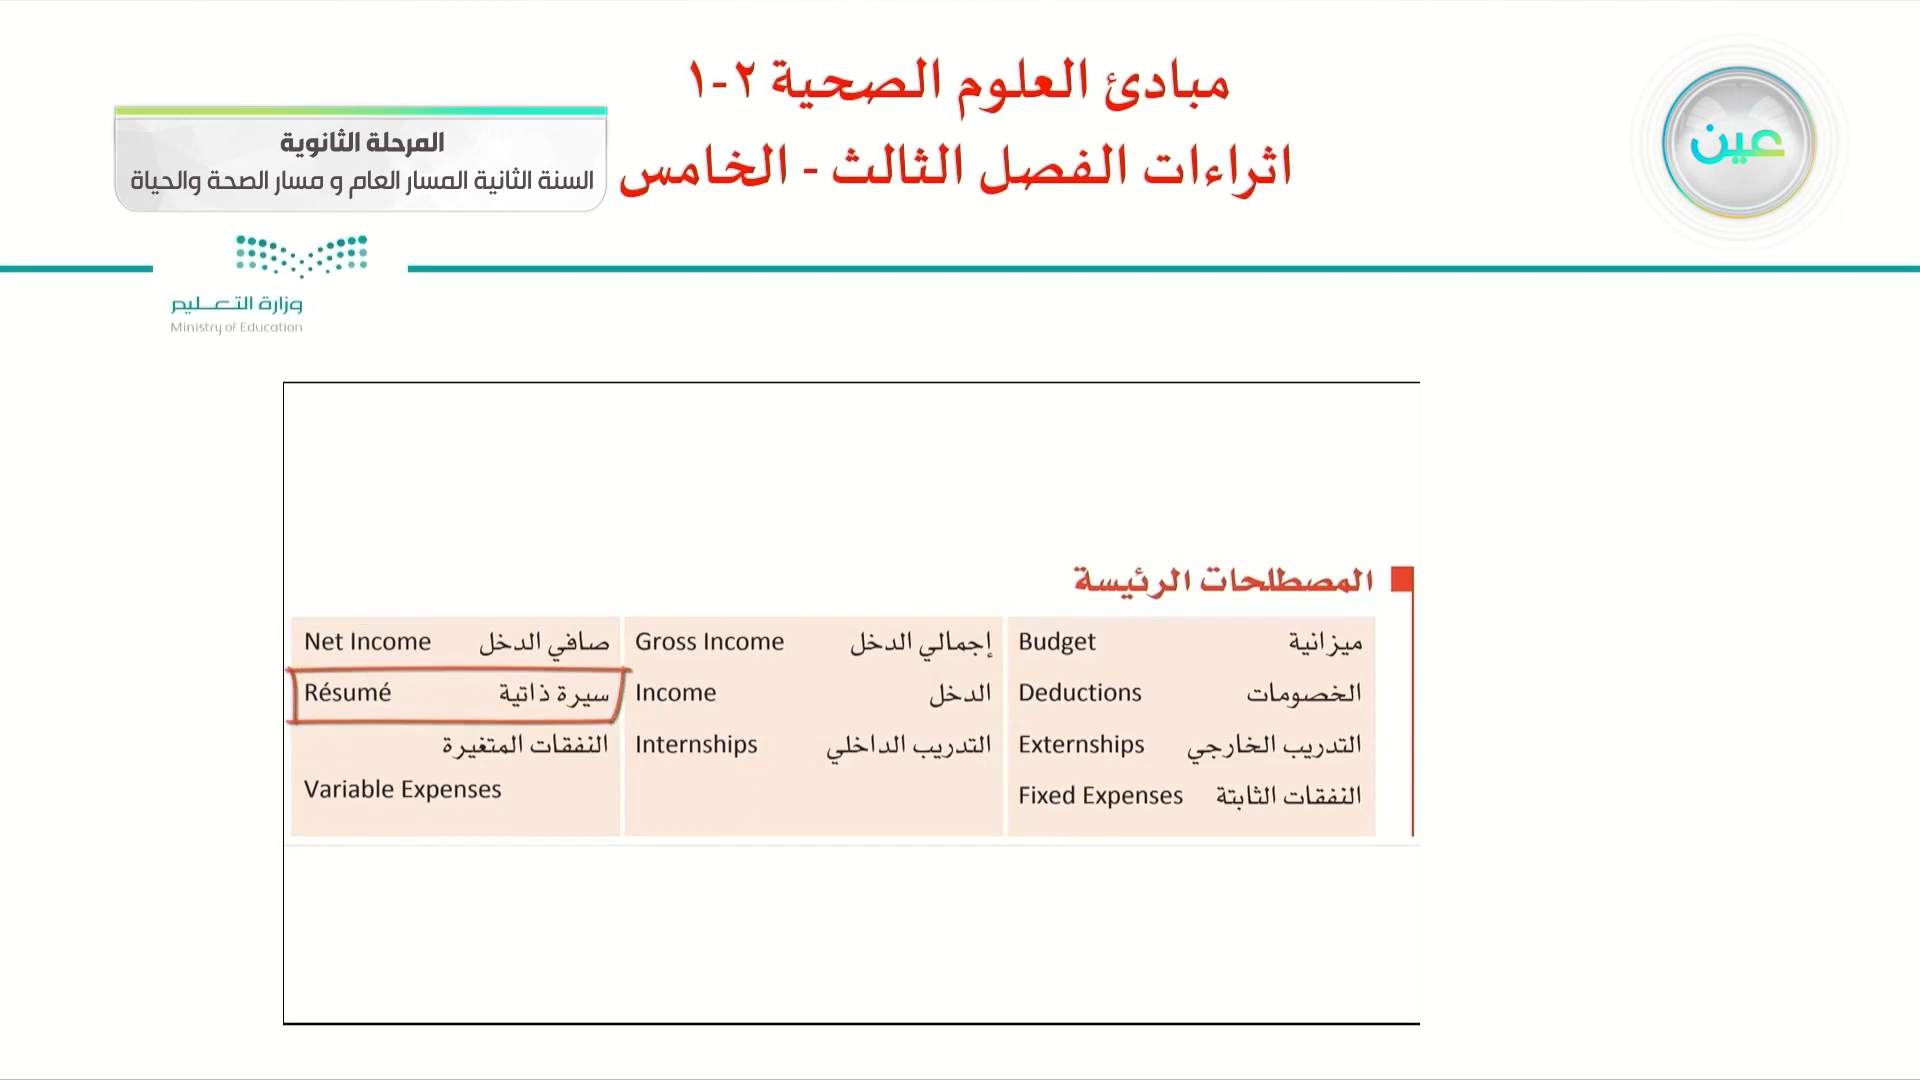 مبادئ العلوم الصحية ٢-١
اثراءات الفصل الثالث - الخامس
عين
المرحلة الثانوية
السنة الثانية المسار العام و مسار الصحة والحياة
وزارة التعليم
Ministry of Education
المصطلحات الرئيسة
ميزانية Budget
الخصومات Deductions
التدريب الخارجي Externships
النفقات الثابتة Fixed Expenses
إجمالي الدخل Gross Income
الدخل Income
التدريب الداخلي Internships
صافي الدخل Net Income
سيرة ذاتية Résumé
النفقات المتغيرة
Variable Expenses